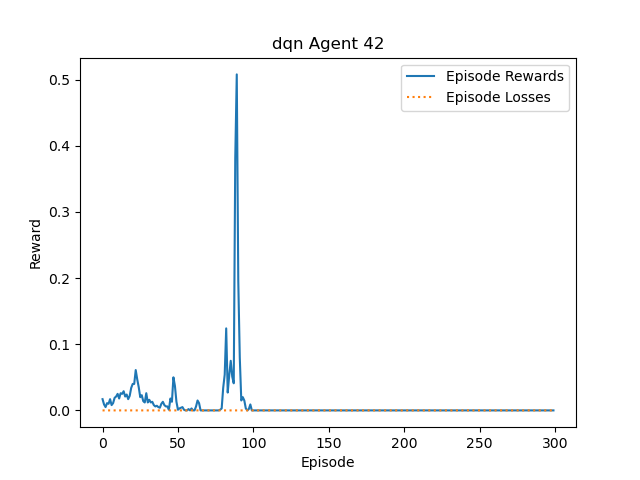 dqn Agent 42
Episode Rewards
Episode Losses
Reward
0.5
0.4
0.3
0.2
0.1
0.0
0 50 100 150 200 250 300
Episode